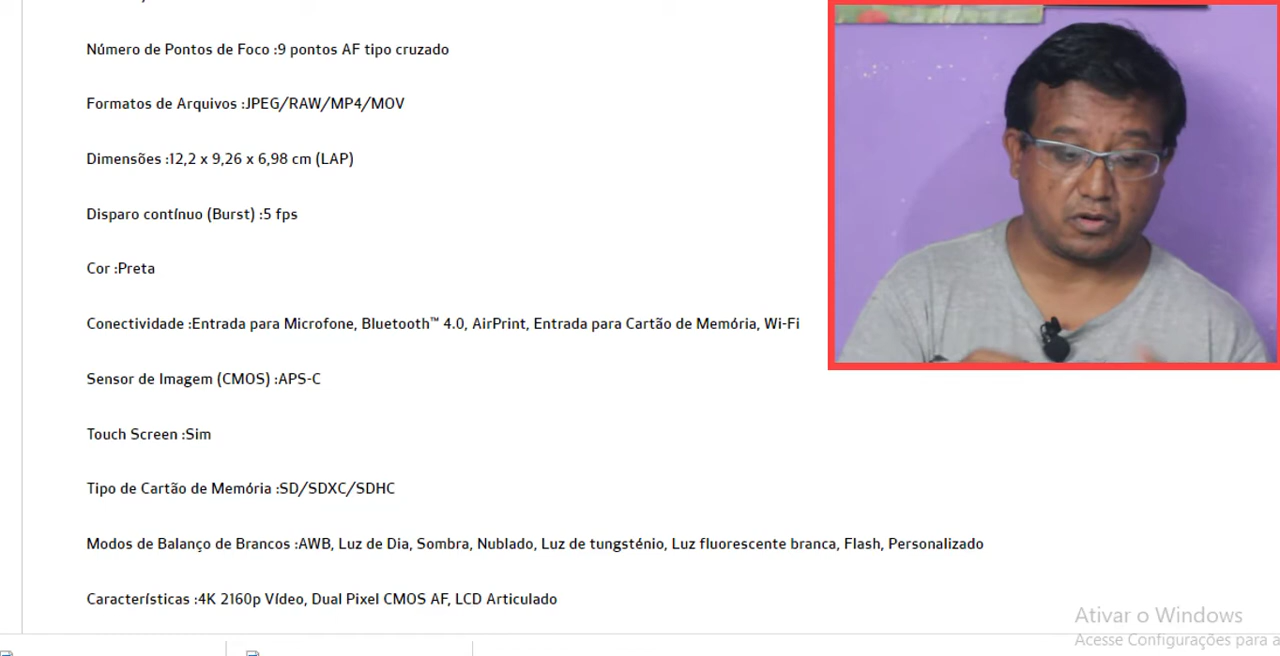 Número de Pontos de Foco :9 pontos AF tipo cruzado
Formatos de Arquivos :JPEG/RAW/MP4/MOV
Dimensões :12,2 x 9,26 x 6,98 cm (LAP)
Disparo contínuo (Burst) :5 fps
Cor :Preta
Conectividade :Entrada para Microfone, Bluetooth™ 4.0, AirPrint, Entrada para Cartão de Memória, Wi-Fi
Sensor de Imagem (CMOS) :APS-C
Touch Screen :Sim
Tipo de Cartão de Memória :SD/SDXC/SDHC
Modos de Balanço de Brancos :AWB, Luz de Dia, Sombra, Nublado, Luz de tungsténio, Luz fluorescente branca, Flash, Personalizado
Características :4K 2160p Vídeo, Dual Pixel CMOS AF, LCD Articulado
Ativar o Windows
Acesse Configurações para a